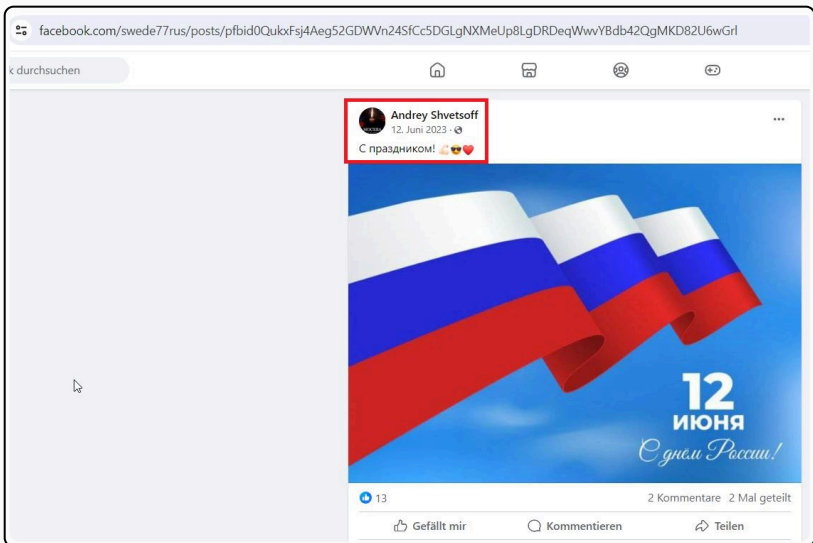 facebook.com/swede77rus/posts/pfbid0QukxFsj4Aeg52GDWVn24SfCc5DGLgNXMeUp8LgDRDeqWwvYBdb42QgMKD82U6wGrl
k durchsuchen
Andrey Shvetsoff
12. Juni 2023 ·
С праздником! 💪🏻😎❤️
12
ИЮНЯ
С днём России!
13
2 Kommentare 2 Mal geteilt
Gefällt mir Kommentieren Teilen